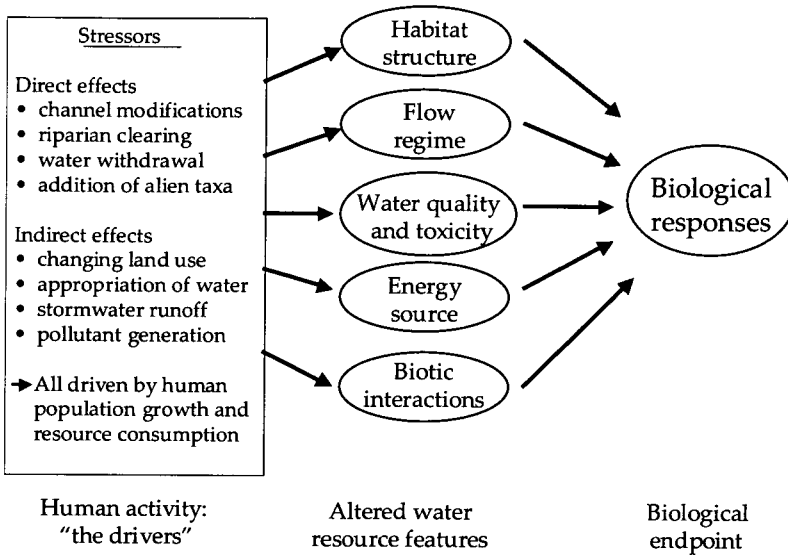 Stressors
Direct effects
• channel modifications
• riparian clearing
• water withdrawal
• addition of alien taxa
Indirect effects
• changing land use
• appropriation of water
• stormwater runoff
• pollutant generation
All driven by human
population growth and
resource consumption
Habitat
structure
Flow
regime
Water quality
and toxicity
Energy
source
Biotic
interactions
Biological
responses
Human activity:
"the drivers"
Altered water
resource features
Biological
endpoint